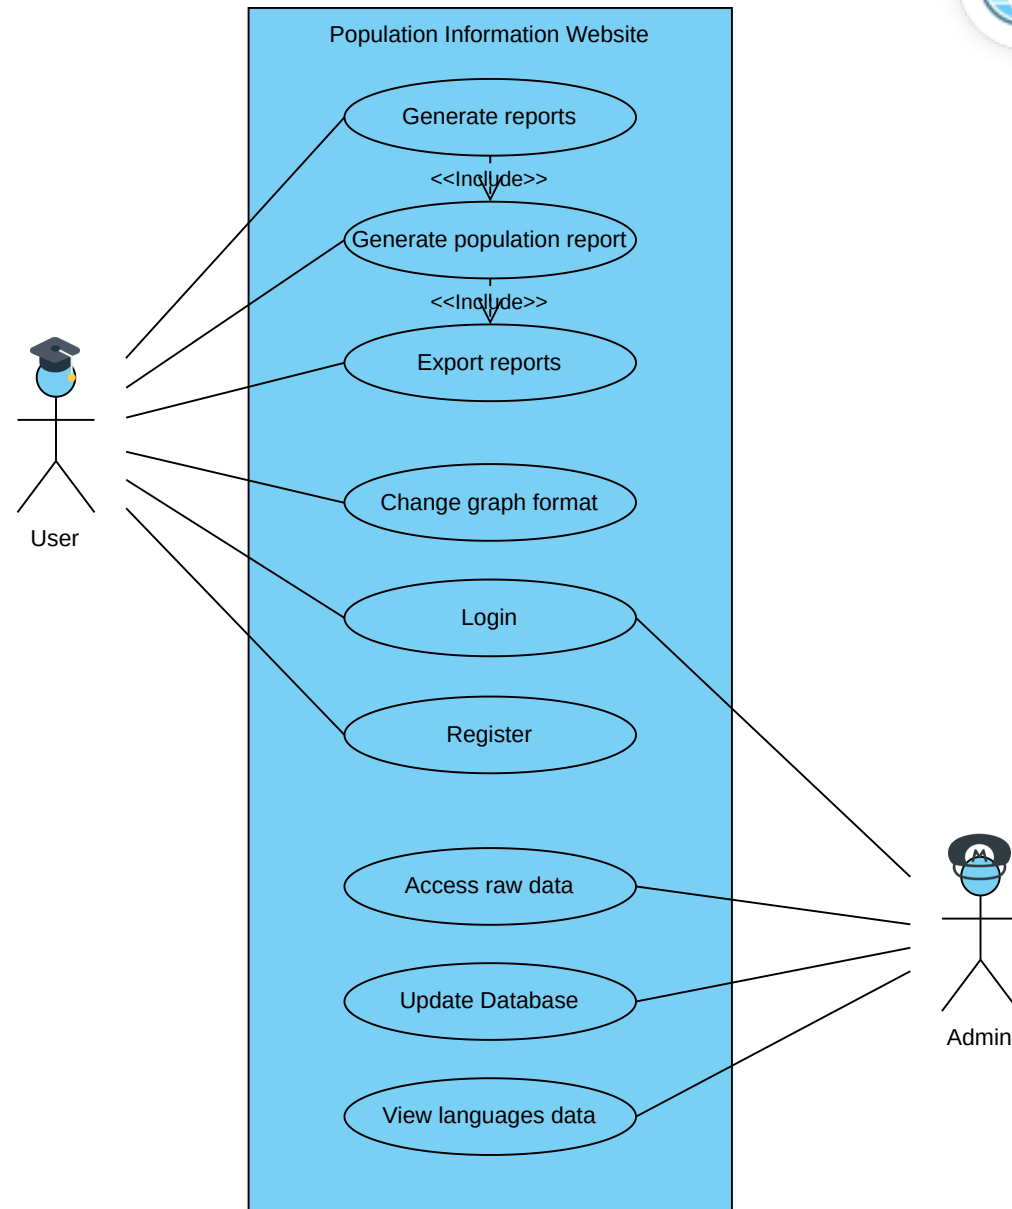 Population Information Website
Generate reports
<<Include>>
Generate population report
<<Include>>
Export reports
Change graph format
User
Login
Register
Access raw data
Update Database
Admin
View languages data